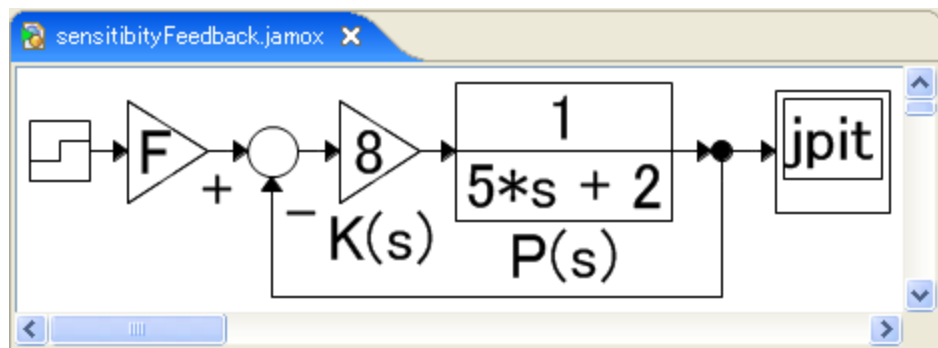 sensitibityFeedback.jamox
F
+
−
8
K(s)
1
5*s + 2
P(s)
jpit